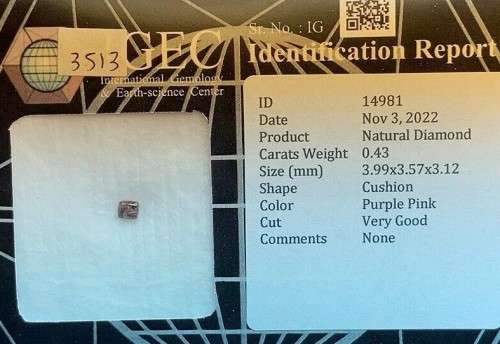 3513
GEC
International Gemology
& Earth-science Center
St. No. : IG
Identification Report
ID 14981
Date Nov 3, 2022
Product Natural Diamond
Carats Weight 0.43
Size (mm) 3.99x3.57x3.12
Shape Cushion
Color Purple Pink
Cut Very Good
Comments None